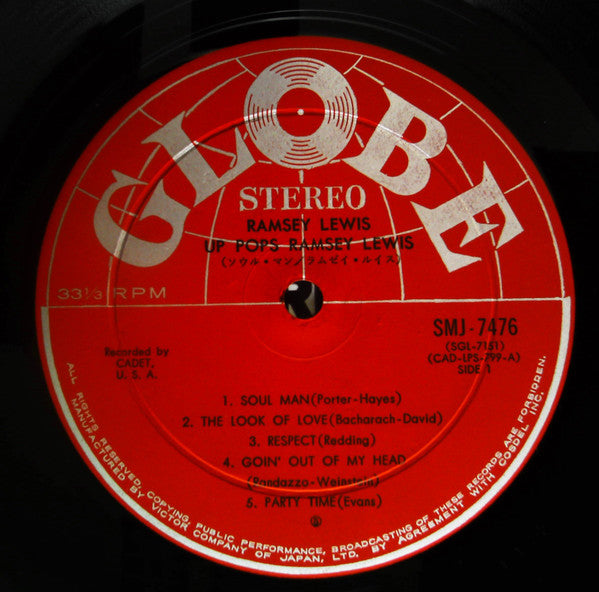 GLOBE
STEREO
RAMSEY LEWIS
UP POPS RAMSEY LEWIS
(ソウル・マン/ラムゼイ・ルイス)
33 1/3 RPM
SMJ-7476
(SGL-7151)
(CAD-LPS-799-A)
SIDE 1
Recorded by
CADET,
U. S. A.
1. SOUL MAN(Porter-Hayes)
2. THE LOOK OF LOVE(Bacharach-David)
3. RESPECT(Redding)
4. GOIN' OUT OF MY HEAD
(Randazzo-Weinstein)
5. PARTY TIME(Evans)
Ⓢ
ALL RIGHTS RESERVED, COPYING, PUBLIC PERFORMANCE, BROADCASTING OF THESE RECORDS ARE FORBIDDEN.
MANUFACTURED BY VICTOR COMPANY OF JAPAN, LTD. BY AGREEMENT WITH COSDEL INC.